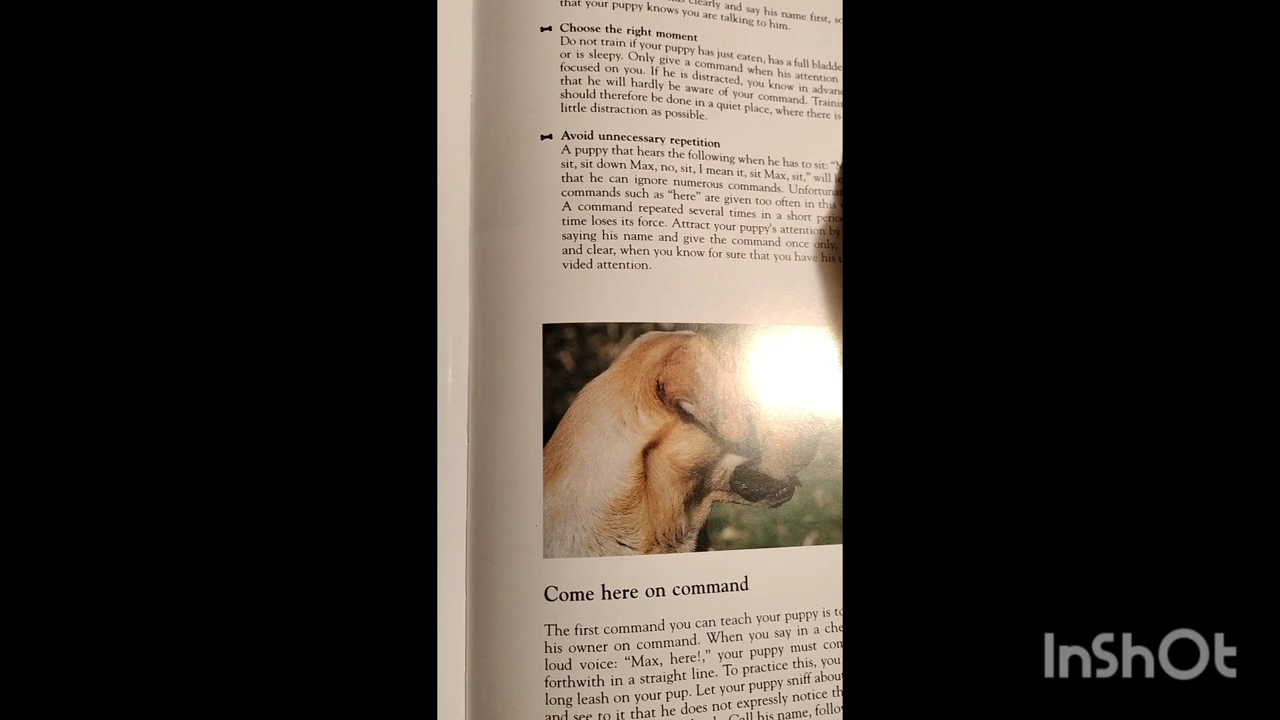 clearly and say his name first,
that your puppy knows you are talking to him.
Choose the right moment
Do not train if your puppy has just eaten, has a full
or is sleepy. Only give a command when his attention
focused on you. If he is distracted, you know in
that he will hardly be aware of your command.
should therefore be done in a quiet place, where there is
little distraction as possible.
Avoid unnecessary repetition
A puppy that hears the following when he has to sit:
sit, sit down Max, no, sit, I mean it, sit Max, sit," will
that he can ignore numerous commands.
commands such as "here" are given too often in this
A command repeated several times in a short
time loses its force. Attract your puppy's attention by
saying his name and give the command once only,
and clear, when you know for sure that you have his
vided attention.
Come here on command
The first command you can teach your puppy is
his owner on command. When you say in a
loud voice: "Max, here!," your puppy must
forthwith in a straight line. To practice this, you
long leash on your pup. Let your puppy sniff
and see to it that he does not expressly notice
Call his name,
InShOt